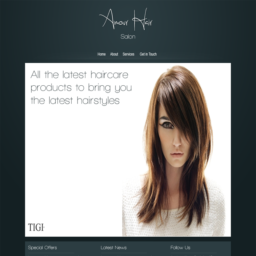 Amour Hair
Salon
Home About Services Get In Touch
All the latest haircare
products to bring you
the latest hairstyles
TIGI
Special Offers Latest News Follow Us